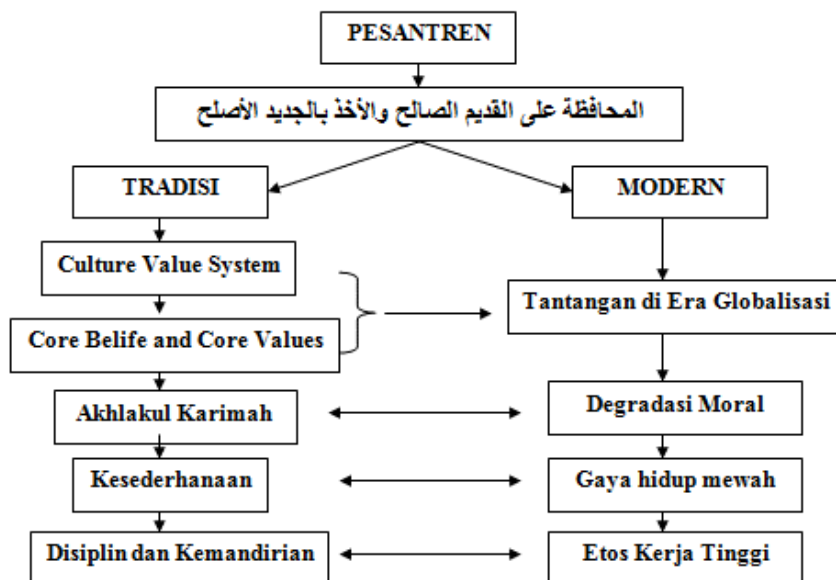 PESANTREN
المحافظة على القديم الصالح والأخذ بالجديد الأصلح
TRADISI
MODERN
Culture Value System
Tantangan di Era Globalisasi
Core Belife and Core Values
Akhlakul Karimah
Degradasi Moral
Kesederhanaan
Gaya hidup mewah
Disiplin dan Kemandirian
Etos Kerja Tinggi